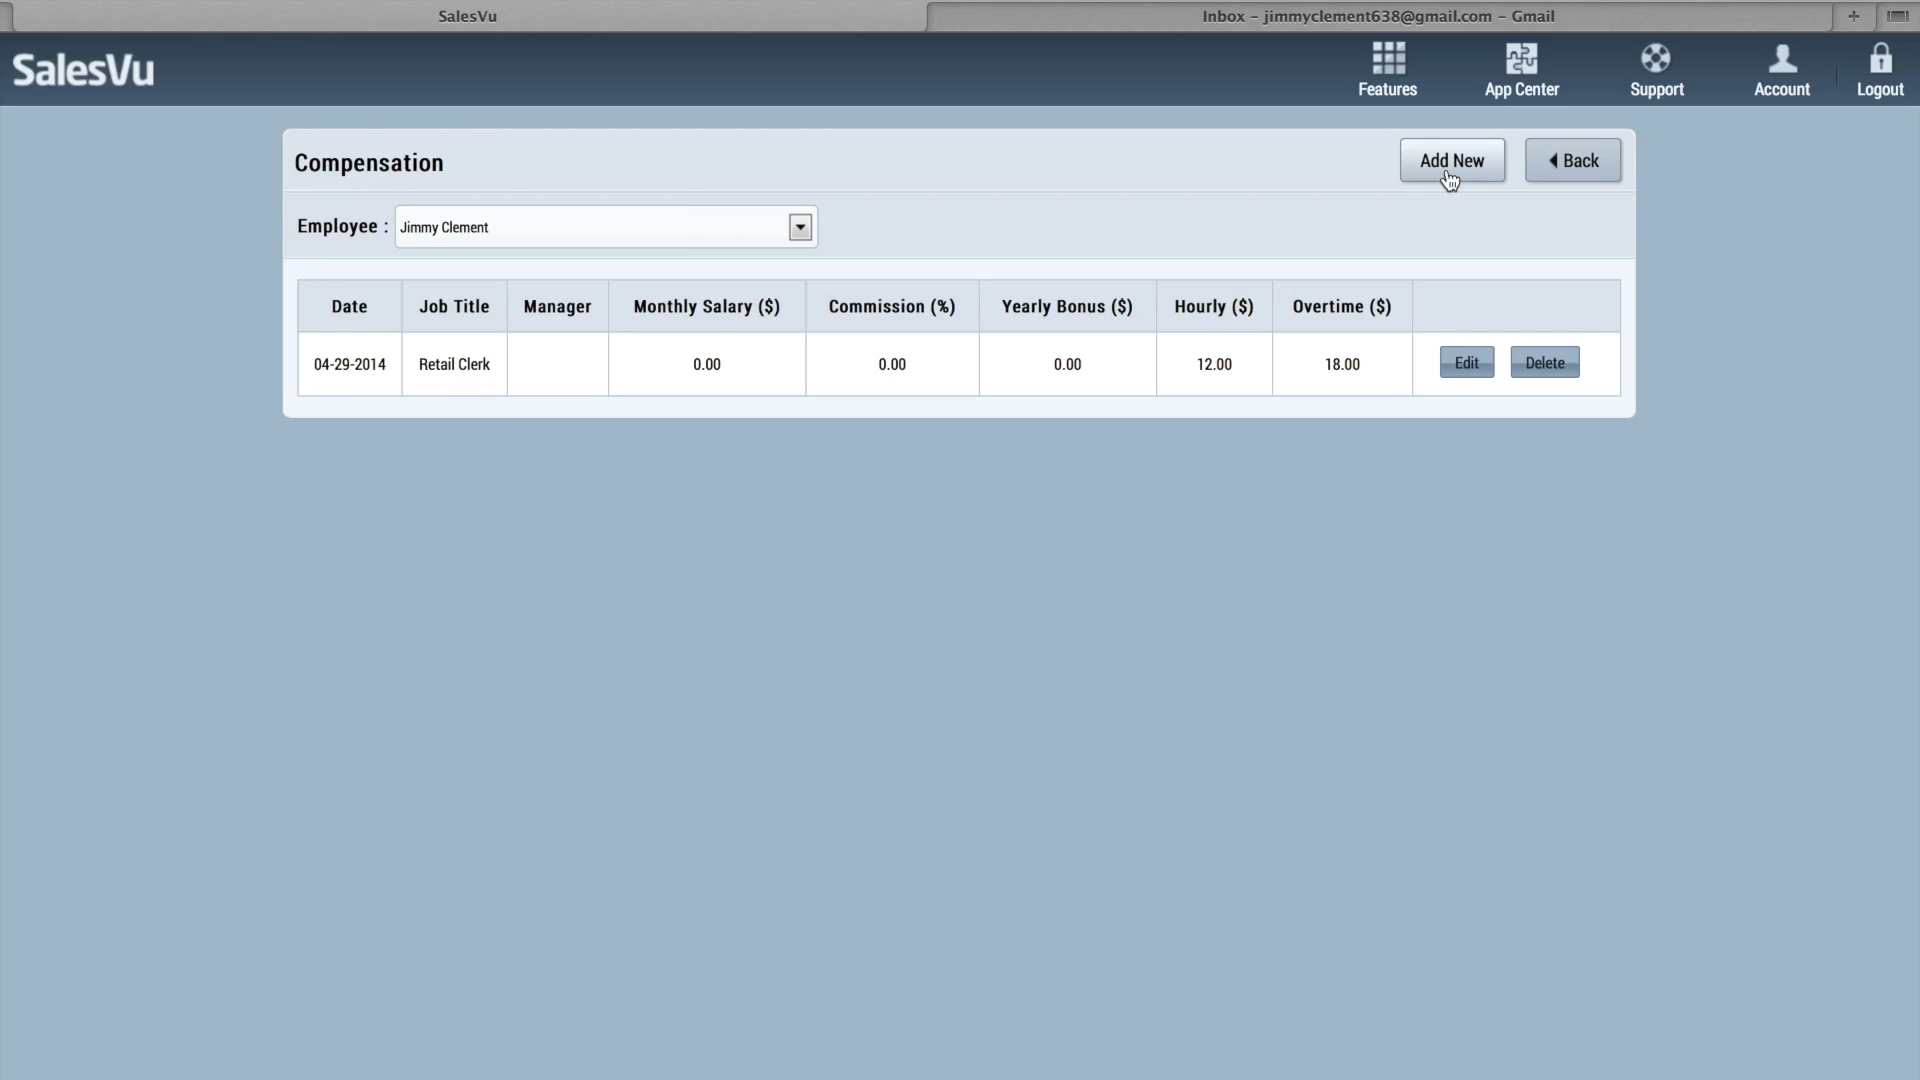 SalesVu
Inbox – jimmyclement638@gmail.com – Gmail
SalesVu
Features
App Center
Support
Account
Logout
Compensation
Add New
Back
Employee :
Jimmy Clement
Date Job Title Manager Monthly Salary ($) Commission (%) Yearly Bonus ($) Hourly ($) Overtime ($)
04-29-2014 Retail Clerk 0.00 0.00 0.00 12.00 18.00 Edit Delete